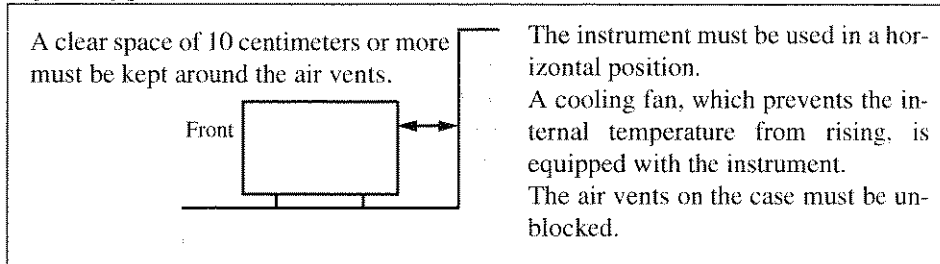 A clear space of 10 centimeters or more
must be kept around the air vents.
Front
The instrument must be used in a hor-
izontal position.
A cooling fan, which prevents the in-
ternal temperature from rising, is
equipped with the instrument.
The air vents on the case must be un-
blocked.